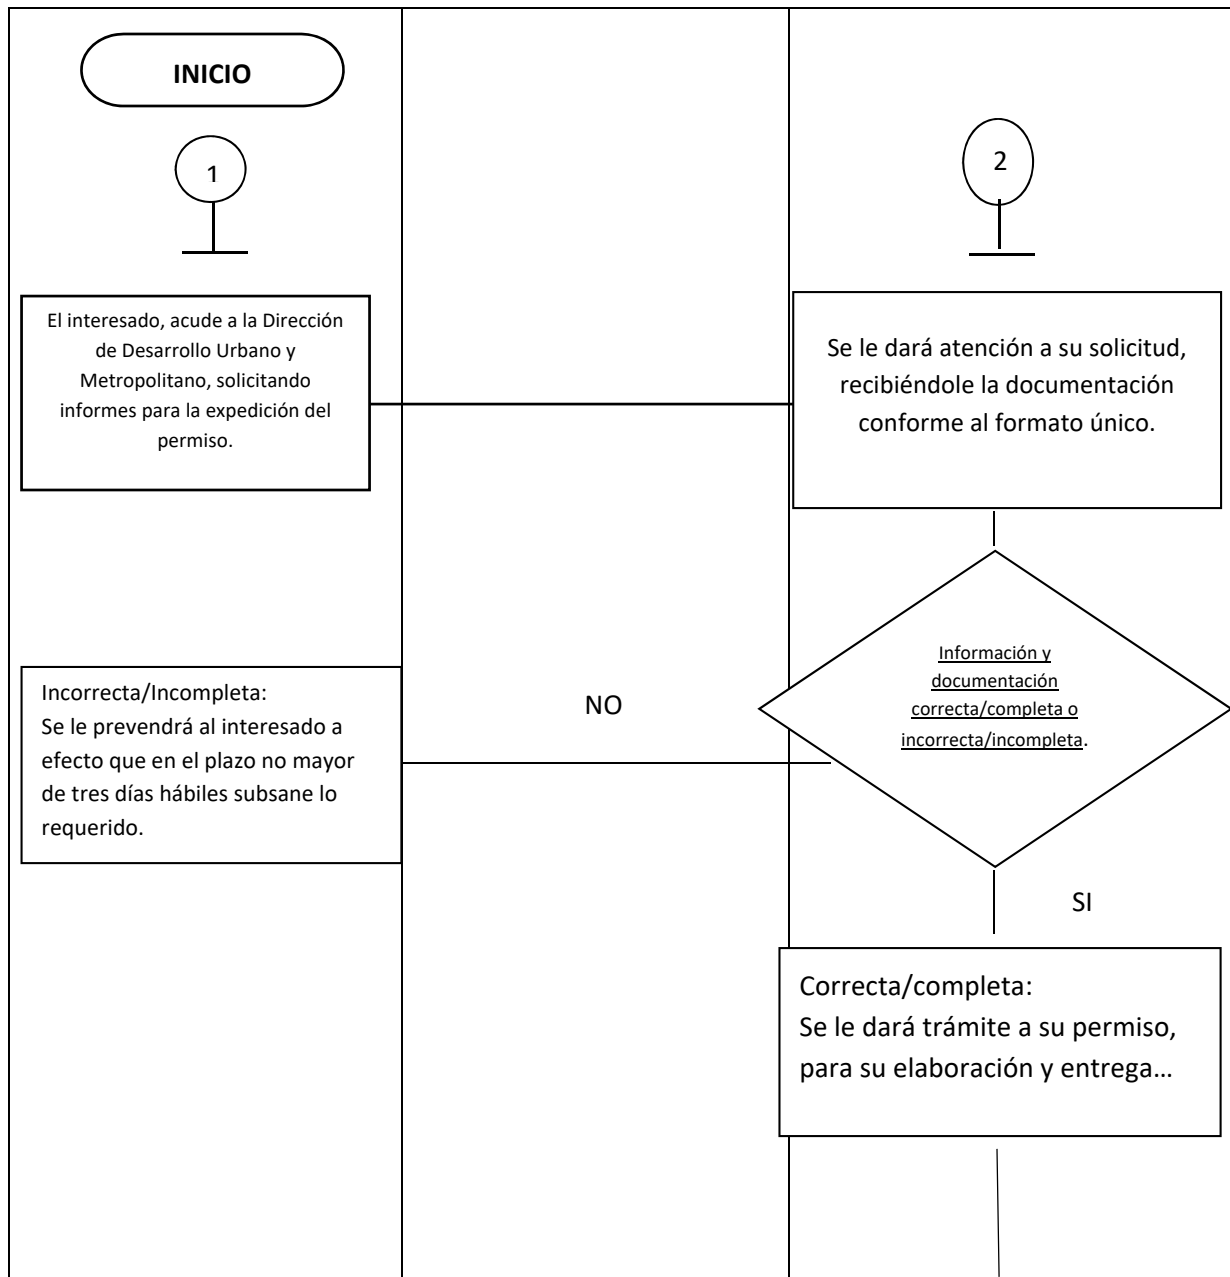 INICIO
1
2
El interesado, acude a la Dirección
de Desarrollo Urbano y
Metropolitano, solicitando
informes para la expedición del
permiso.
Se le dará atención a su solicitud,
recibiéndole la documentación
conforme al formato único.
Información y
documentación
correcta/completa o
incorrecta/incompleta.
NO
Incorrecta/Incompleta:
Se le prevendrá al interesado a
efecto que en el plazo no mayor
de tres días hábiles subsane lo
requerido.
SI
Correcta/completa:
Se le dará trámite a su permiso,
para su elaboración y entrega…